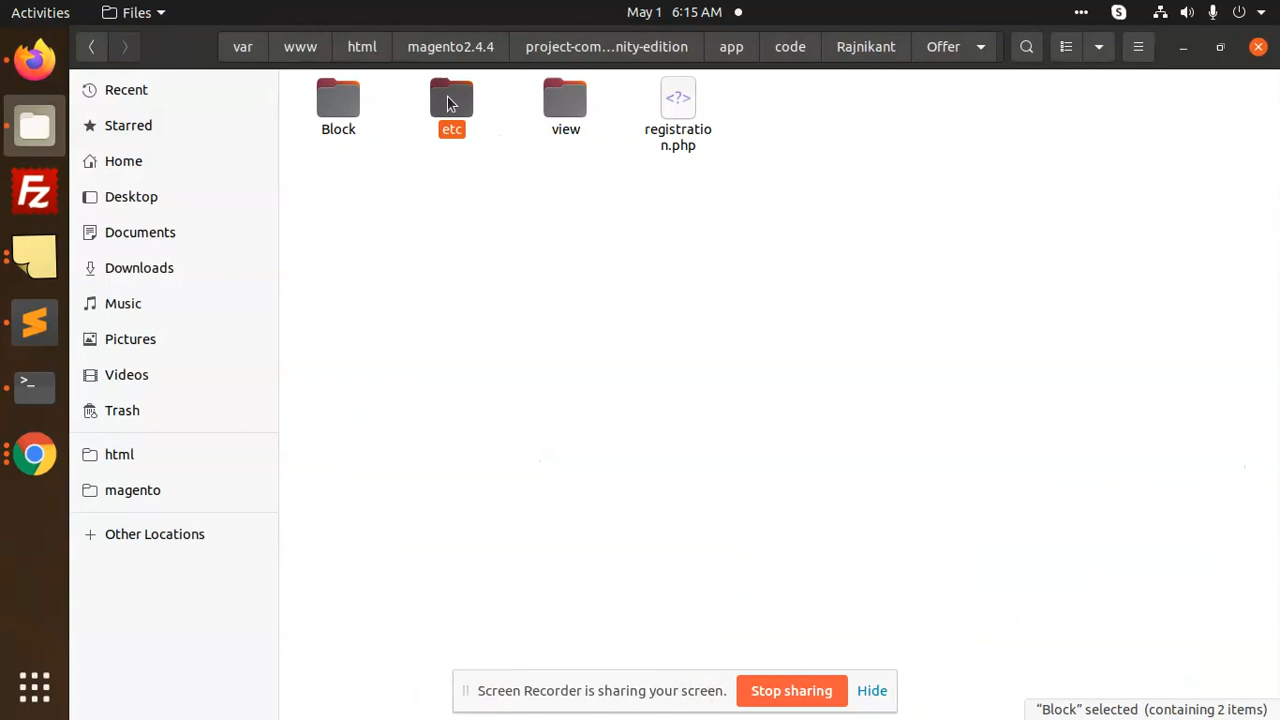 Activities
Files
May 1 6:15 AM
var
www
html
magento2.4.4
project-com...nity-edition
app
code
Rajnikant
Offer
Recent
Starred
Home
Desktop
Documents
Downloads
Music
Pictures
Videos
Trash
html
magento
Other Locations
Block
etc
view
<?>
registratio
n.php
Fz
>_
S
Screen Recorder is sharing your screen.
Stop sharing
Hide
“Block” selected (containing 2 items)